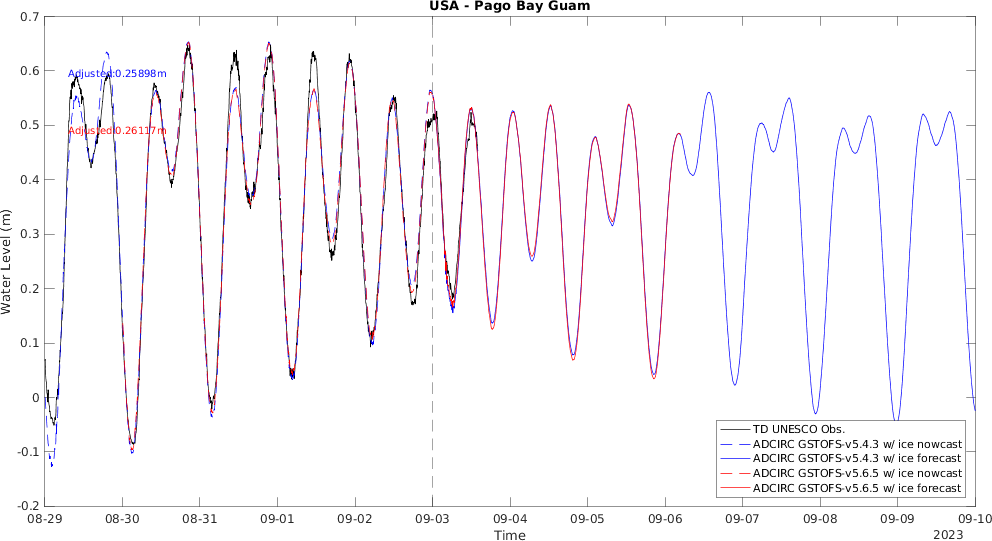 USA - Pago Bay Guam
0.7
0.6
0.5
0.4
0.3
0.2
0.1
0
-0.1
-0.2
Water Level (m)
Adjusted:0.25898m
Adjusted:0.26117m
TD UNESCO Obs.
ADCIRC GSTOFS-v5.4.3 w/ ice nowcast
ADCIRC GSTOFS-v5.4.3 w/ ice forecast
ADCIRC GSTOFS-v5.6.5 w/ ice nowcast
ADCIRC GSTOFS-v5.6.5 w/ ice forecast
08-29 08-30 08-31 09-01 09-02 09-03 09-04 09-05 09-06 09-07 09-08 09-09 09-10
Time
2023